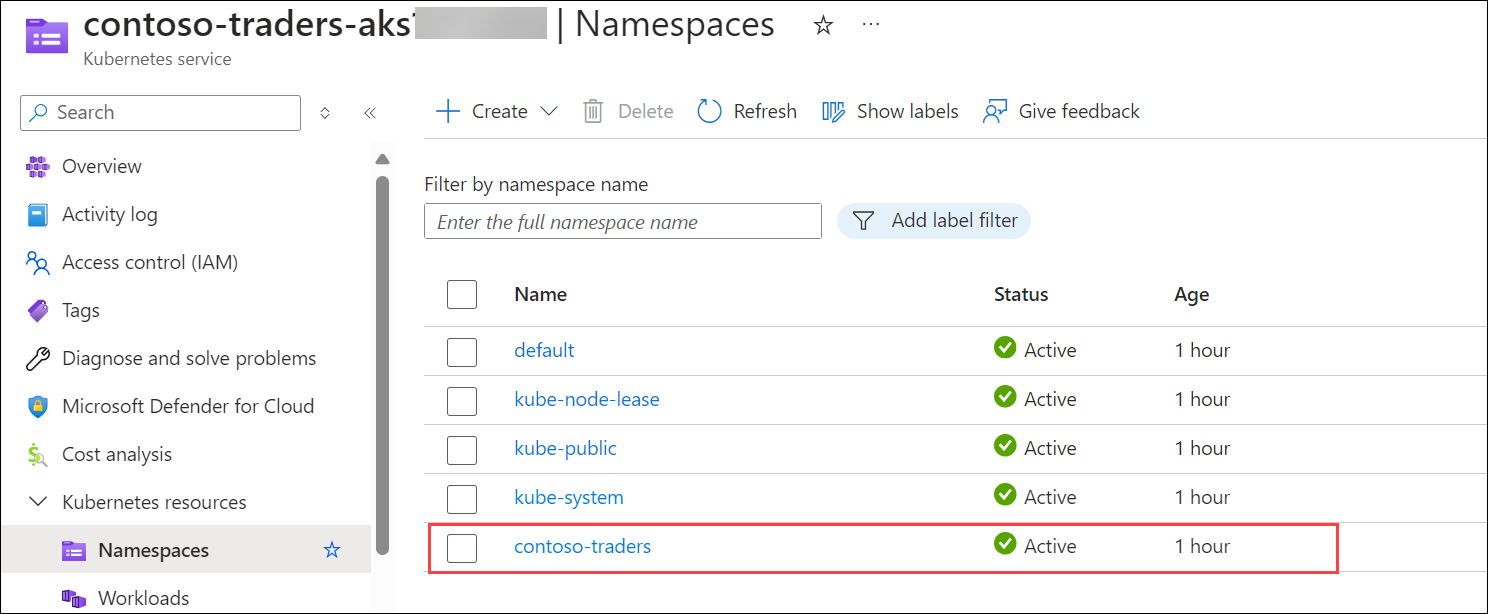 contoso-traders-aks | Namespaces
Kubernetes service
Search
Overview
Activity log
Access control (IAM)
Tags
Diagnose and solve problems
Microsoft Defender for Cloud
Cost analysis
Kubernetes resources
Namespaces
Workloads
Create Delete Refresh Show labels Give feedback
Filter by namespace name
Enter the full namespace name Add label filter
Name Status Age
default Active 1 hour
kube-node-lease Active 1 hour
kube-public Active 1 hour
kube-system Active 1 hour
contoso-traders Active 1 hour